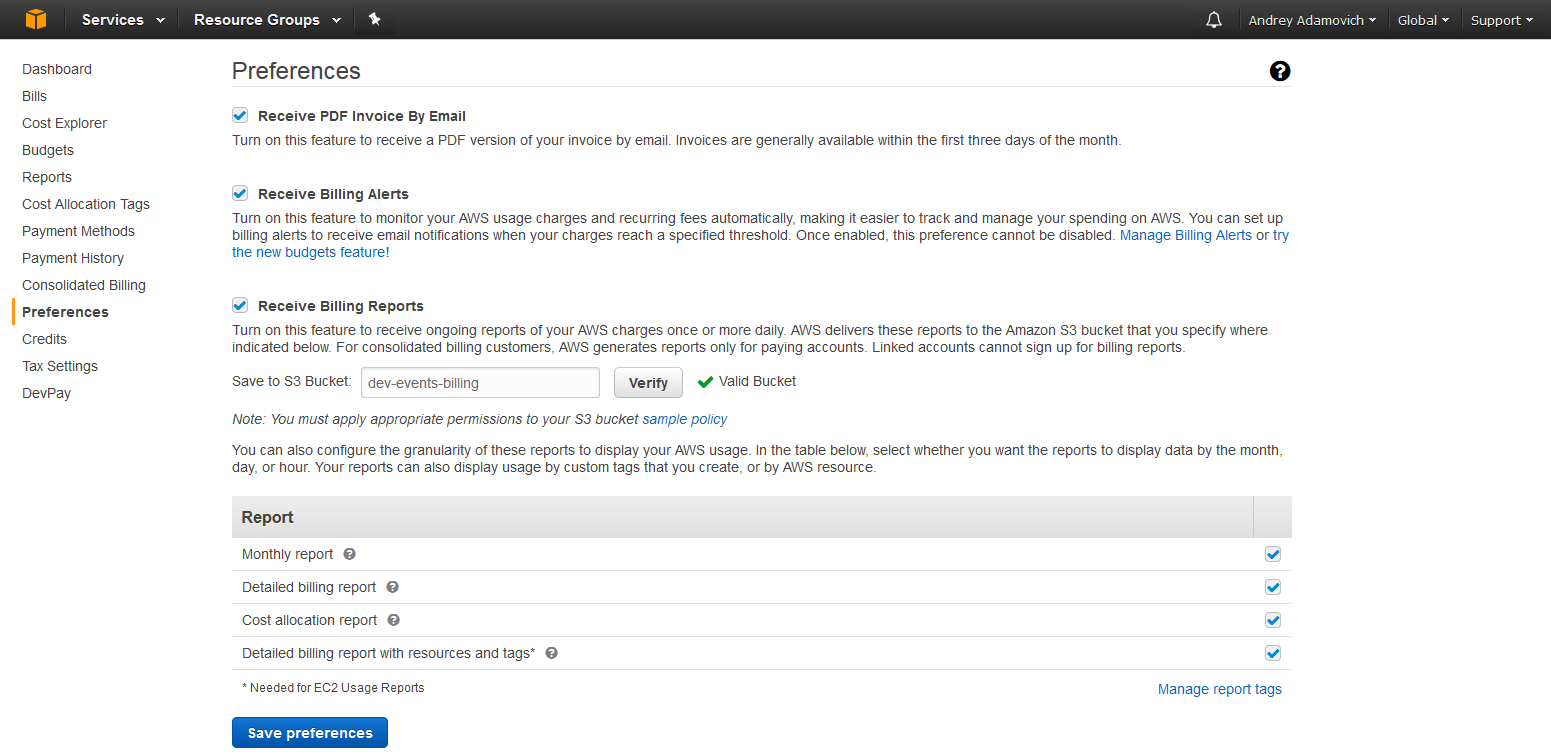 Services Resource Groups Andrey Adamovich Global Support
Dashboard
Bills
Cost Explorer
Budgets
Reports
Cost Allocation Tags
Payment Methods
Payment History
Consolidated Billing
Preferences
Credits
Tax Settings
DevPay
Preferences
Receive PDF Invoice By Email
Turn on this feature to receive a PDF version of your invoice by email. Invoices are generally available within the first three days of the month.
Receive Billing Alerts
Turn on this feature to monitor your AWS usage charges and recurring fees automatically, making it easier to track and manage your spending on AWS. You can set up
billing alerts to receive email notifications when your charges reach a specified threshold. Once enabled, this preference cannot be disabled. Manage Billing Alerts or try
the new budgets feature!
Receive Billing Reports
Turn on this feature to receive ongoing reports of your AWS charges once or more daily. AWS delivers these reports to the Amazon S3 bucket that you specify where
indicated below. For consolidated billing customers, AWS generates reports only for paying accounts. Linked accounts cannot sign up for billing reports.
Save to S3 Bucket: dev-events-billing Verify Valid Bucket
Note: You must apply appropriate permissions to your S3 bucket sample policy
You can also configure the granularity of these reports to display your AWS usage. In the table below, select whether you want the reports to display data by the month,
day, or hour. Your reports can also display usage by custom tags that you create, or by AWS resource.
Report
Monthly report ?
Detailed billing report ?
Cost allocation report ?
Detailed billing report with resources and tags* ?
* Needed for EC2 Usage Reports Manage report tags
Save preferences